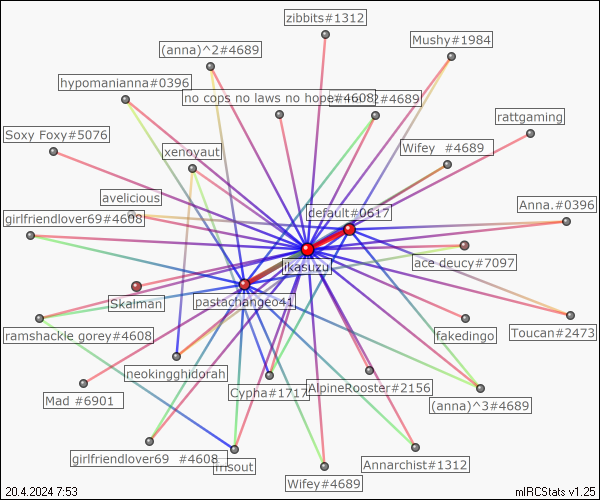 zibbits#1312
Mushy#1984
(anna)^2#4689
hypomanianna#0396
no cops no laws no hope#4608
2#4689
rattgaming
Soxy Foxy#5076
xenoyaut
Wifey #4689
avelicious
Anna.#0396
default#0617
girlfriendlover69#4608
jkasuzu
ace deucy#7097
Skalman
pastachangeo41
ramshackle gorey#4608
fakedingo
Toucan#2473
neokingghidorah
Cypha#1717
AlpineRooster#2156
Mad #6901
(anna)^3#4689
girlfriendlover69 #4608
insout
Annarchist#1312
Wifey#4689
20.4.2024 7:53
mIRCStats v1.25